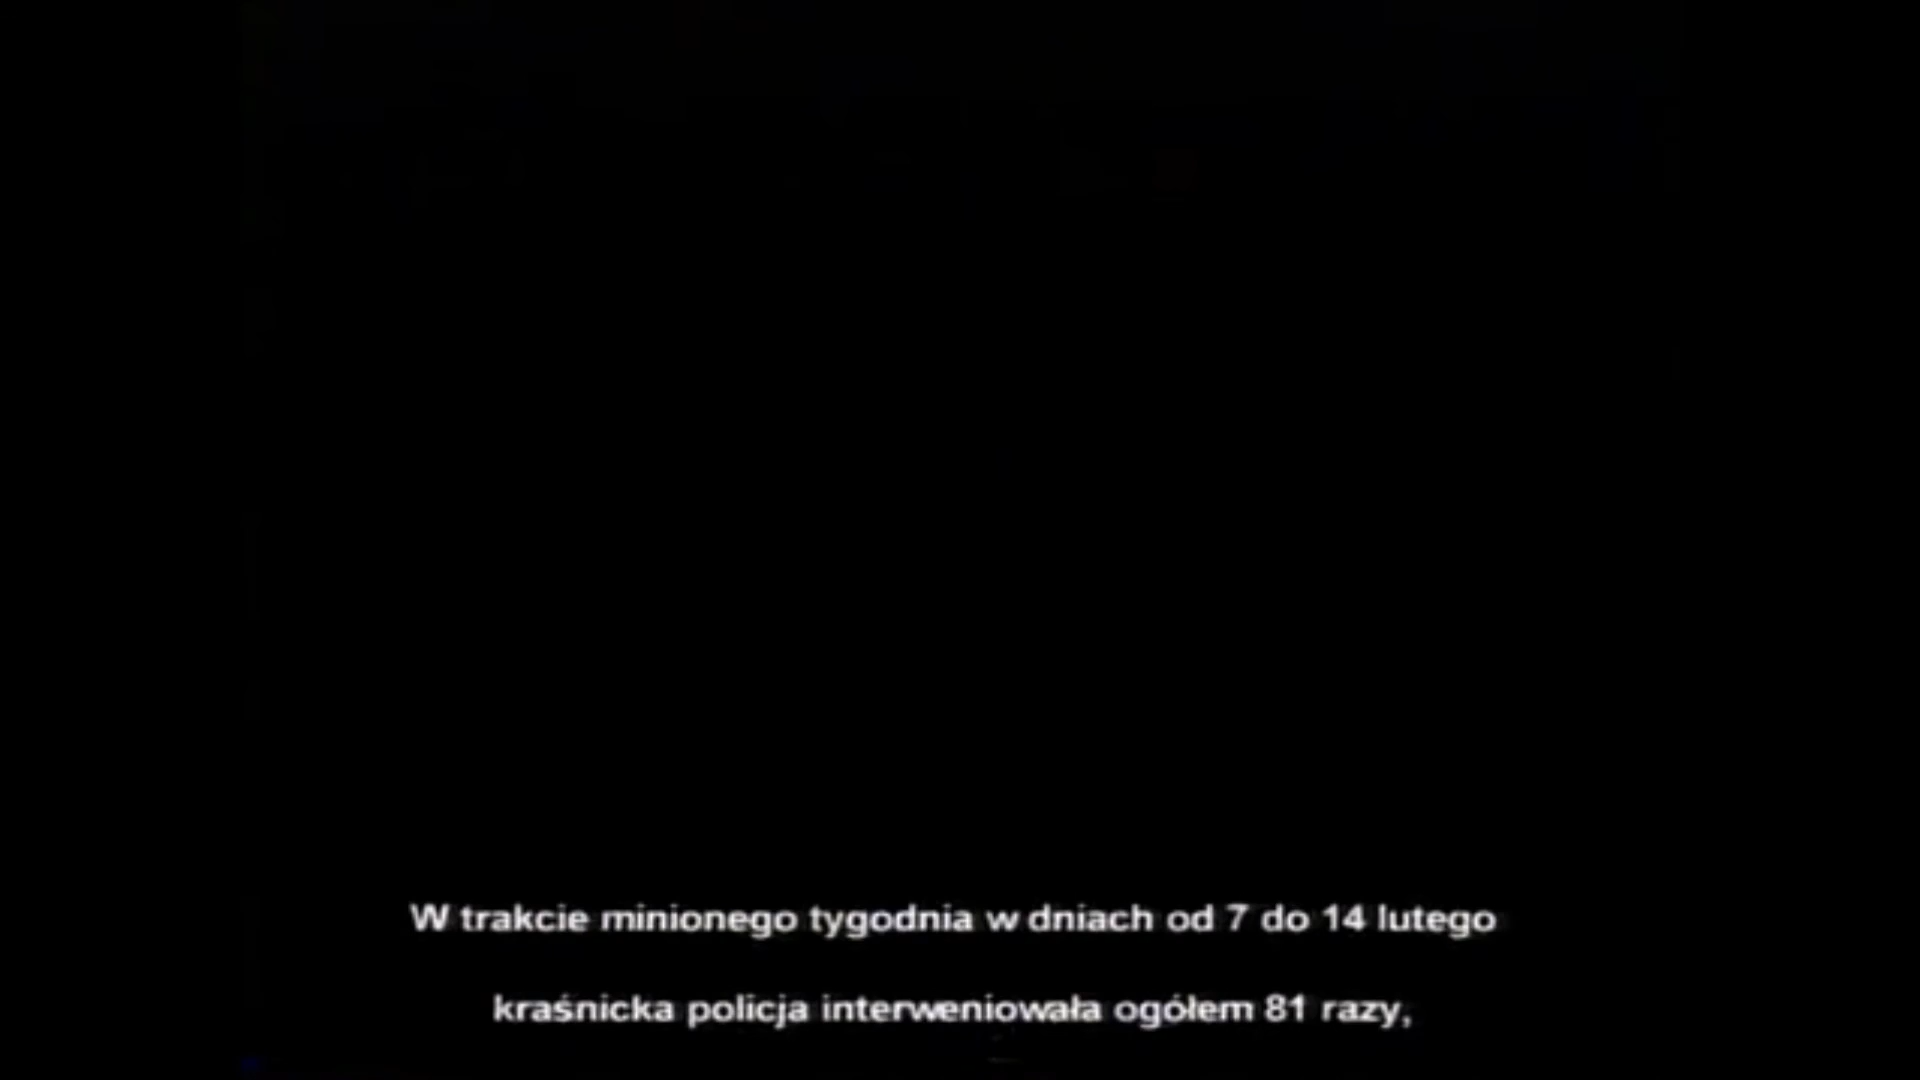 W trakcie minionego tygodnia w dniach od 7 do 14 lutego
kraśnicka policja interweniowała ogółem 81 razy,